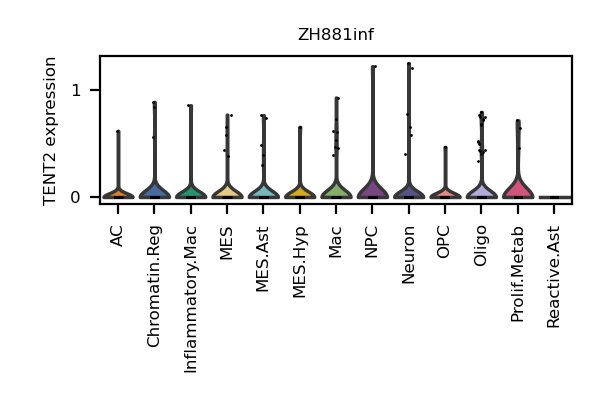 ZH881inf
TENT2 expression
1
0
AC
Chromatin.Reg
Inflammatory.Mac
MES
MES.Ast
MES.Hyp
Mac
NPC
Neuron
OPC
Oligo
Prolif.Metab
Reactive.Ast